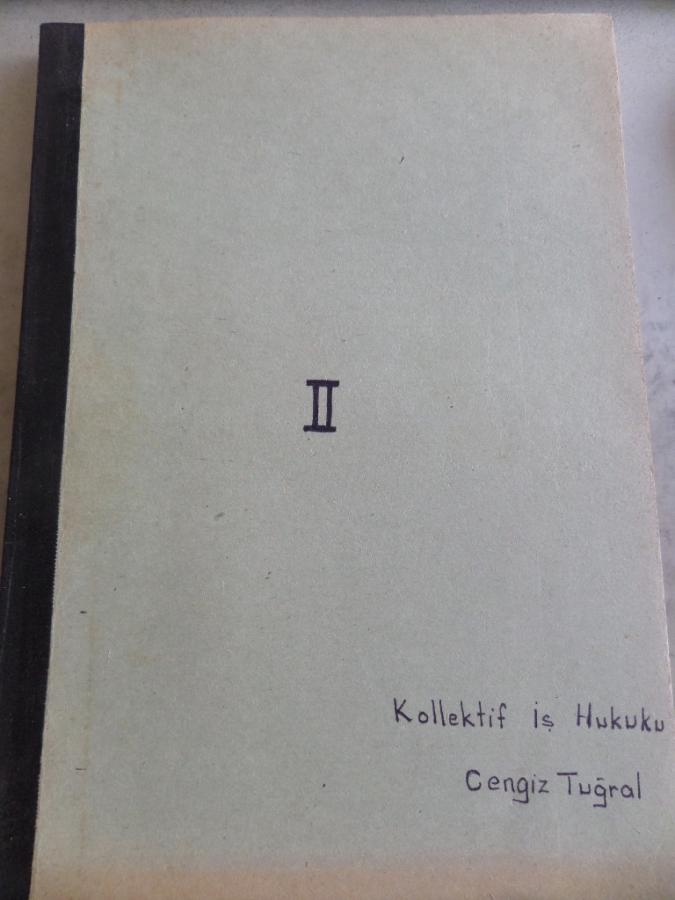 II
Kollektif İş Hukuku
Cengiz Tuğral